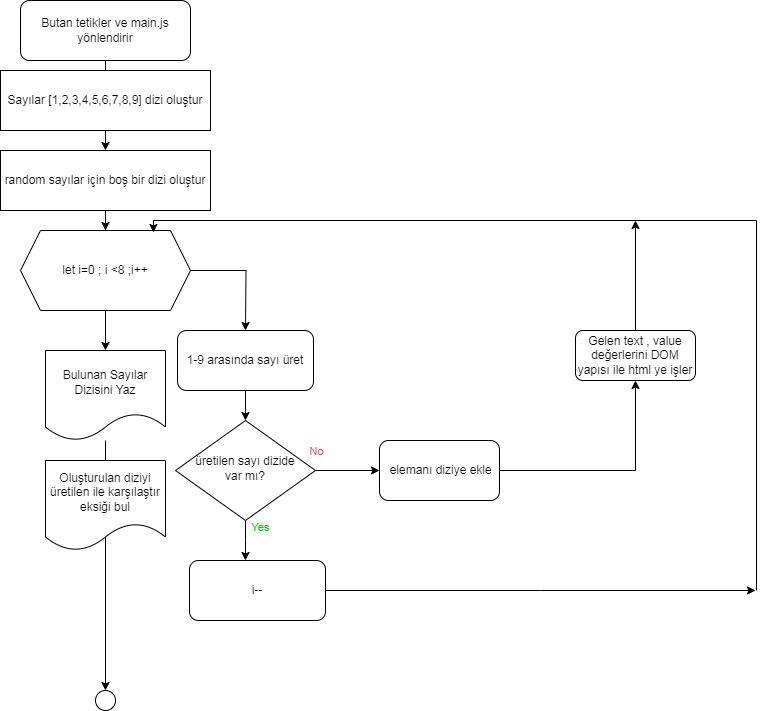 Butan tetikler ve main.js
yönlendirir
Sayılar [1,2,3,4,5,6,7,8,9] dizi oluştur
random sayılar için boş bir dizi oluştur
let i=0 ; i <8 ;i++
1-9 arasında sayı üret
Gelen text , value
değerlerini DOM
yapısı ile html ye işler
Bulunan Sayılar
Dizisini Yaz
üretilen sayı dizide
var mı?
No
elemanı diziye ekle
Oluşturulan diziyi
üretilen ile karşılaştır
eksiği bul
Yes
i--